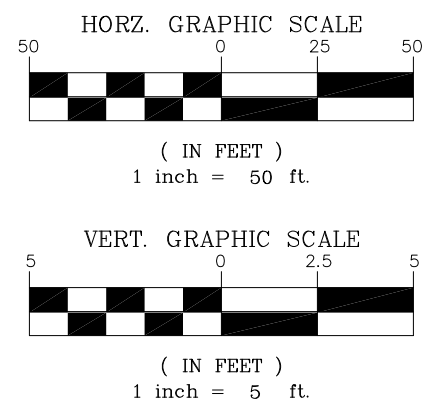 HORZ. GRAPHIC SCALE
50 0 25 50
( IN FEET )
1 inch = 50 ft.
VERT. GRAPHIC SCALE
5 0 2.5 5
( IN FEET )
1 inch = 5 ft.